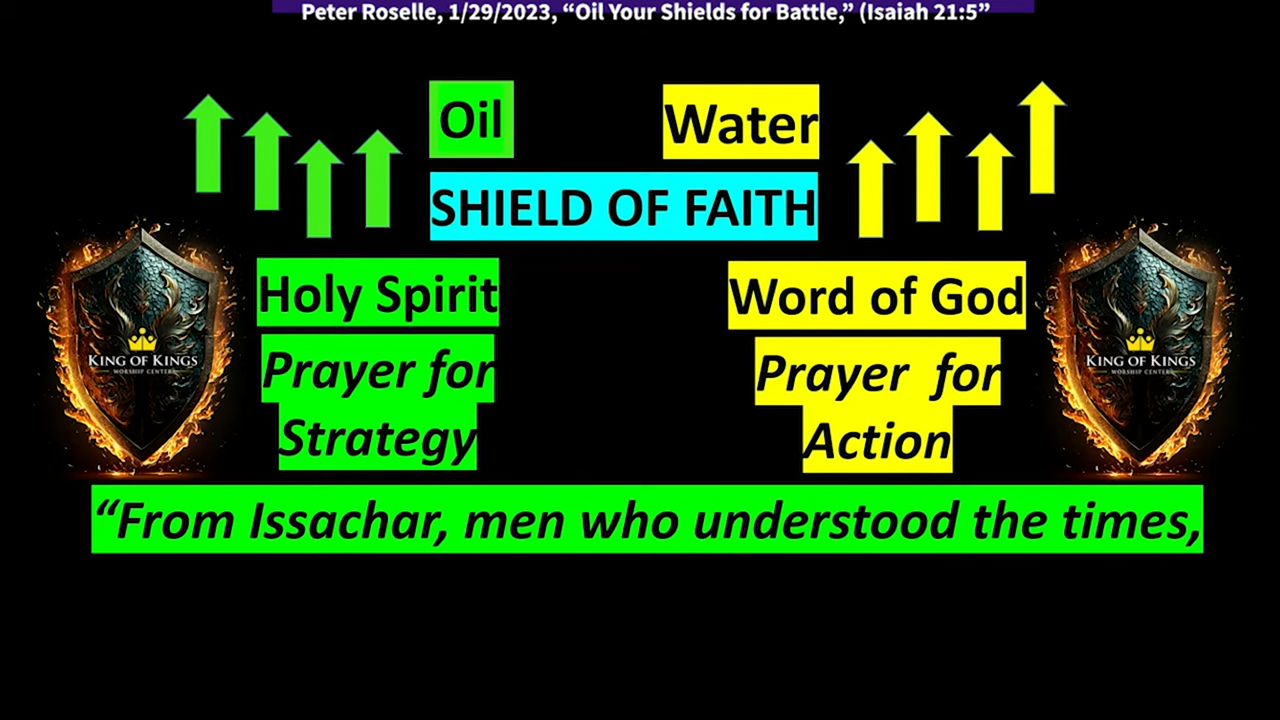 Peter Roselle, 1/29/2023, “Oil Your Shields for Battle,” (Isaiah 21:5”
Oil Water
SHIELD OF FAITH
Holy Spirit Word of God
Prayer for Prayer for
Strategy Action
KING OF KINGS KING OF KINGS
WORSHIP CENTER WORSHIP CENTER
“From Issachar, men who understood the times,